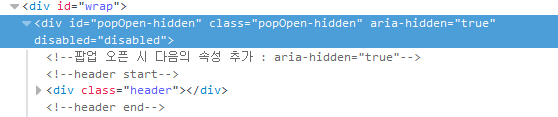 <div id="wrap">
<div id="popOpen-hidden" class="popOpen-hidden" aria-hidden="true"
disabled="disabled">
<!--팝업 오픈 시 다음의 속성 추가 : aria-hidden="true"-->
<!--header start-->
<div class="header"></div>
<!--header end-->